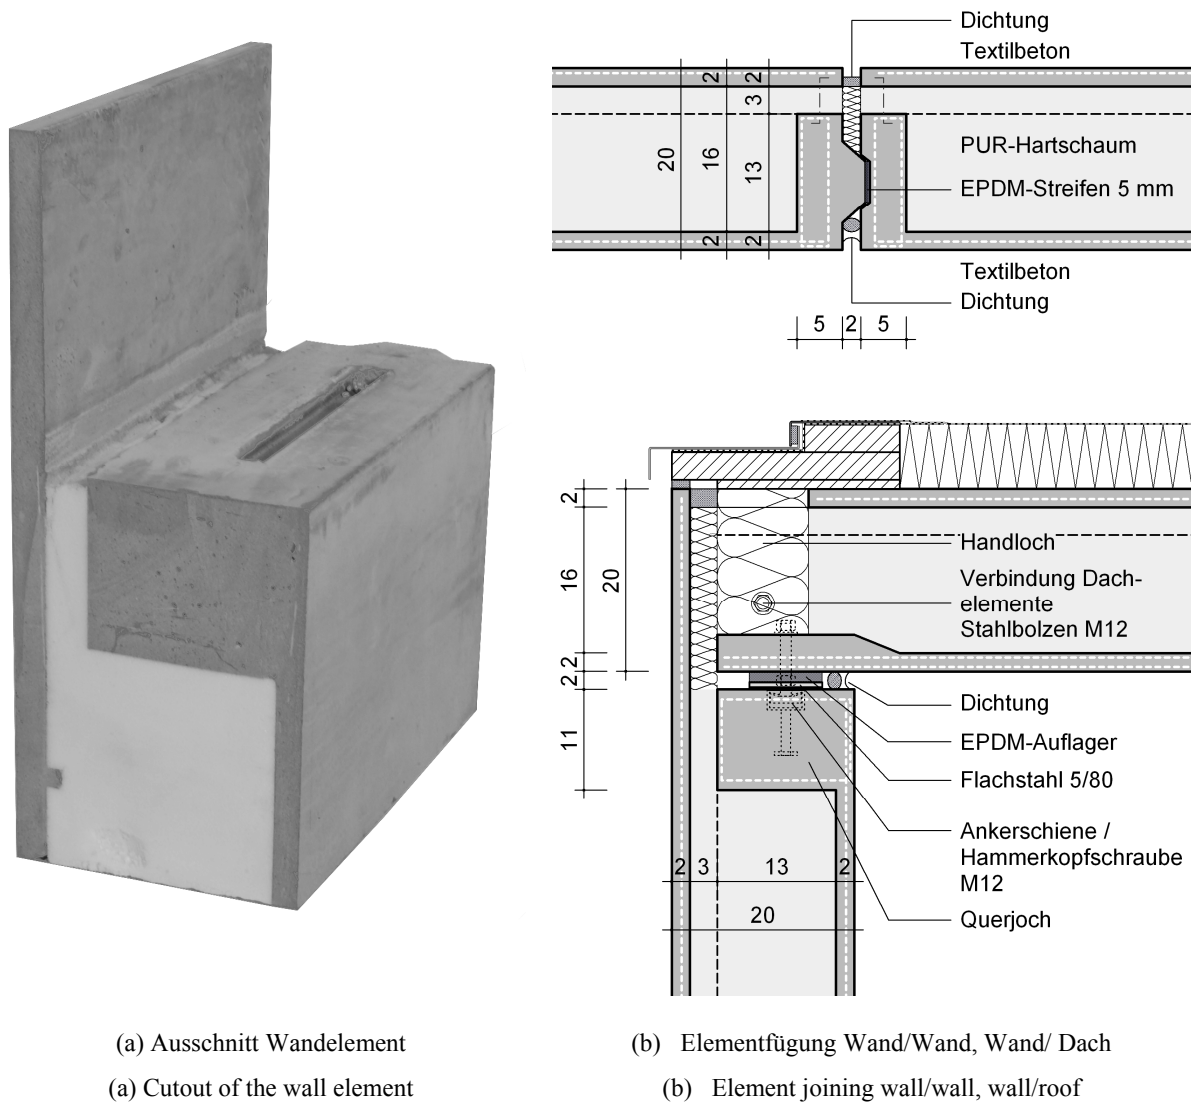 Dichtung
Textilbeton
2 2
3
20 16 13
PUR-Hartschaum
EPDM-Streifen 5 mm
2 2
Textilbeton
Dichtung
5 2 5
2
16 20
Handloch
Verbindung Dach-
elemente
Stahlbolzen M12
2
2
Dichtung
11
EPDM-Auflager
Flachstahl 5/80
Ankerschiene /
Hammerkopfschraube
M12
2 3 13 2
20
Querjoch
(a) Ausschnitt Wandelement
(b) Elementfügung Wand/Wand, Wand/ Dach
(a) Cutout of the wall element
(b) Element joining wall/wall, wall/roof